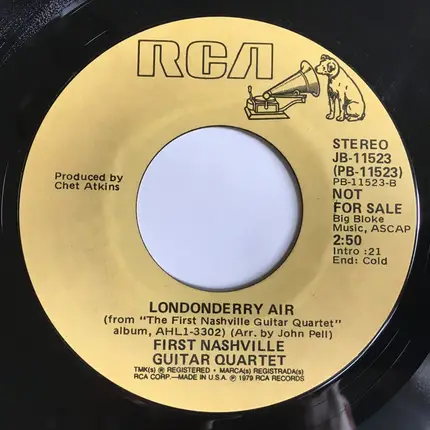 RCA
STEREO
JB-11523
(PB-11523)
PB-11523-B
NOT
FOR SALE
Big Bloke
Music, ASCAP
2:50
Intro :21
End: Cold
Produced by
Chet Atkins
LONDONDERRY AIR
(from "The First Nashville Guitar Quartet"
album, AHL1-3302) (Arr. by John Pell)
FIRST NASHVILLE
GUITAR QUARTET
TMK(s) ® REGISTERED • MARCA(s) REGISTRADA(s)
RCA CORP.—MADE IN U.S.A. ℗ 1979 RCA RECORDS